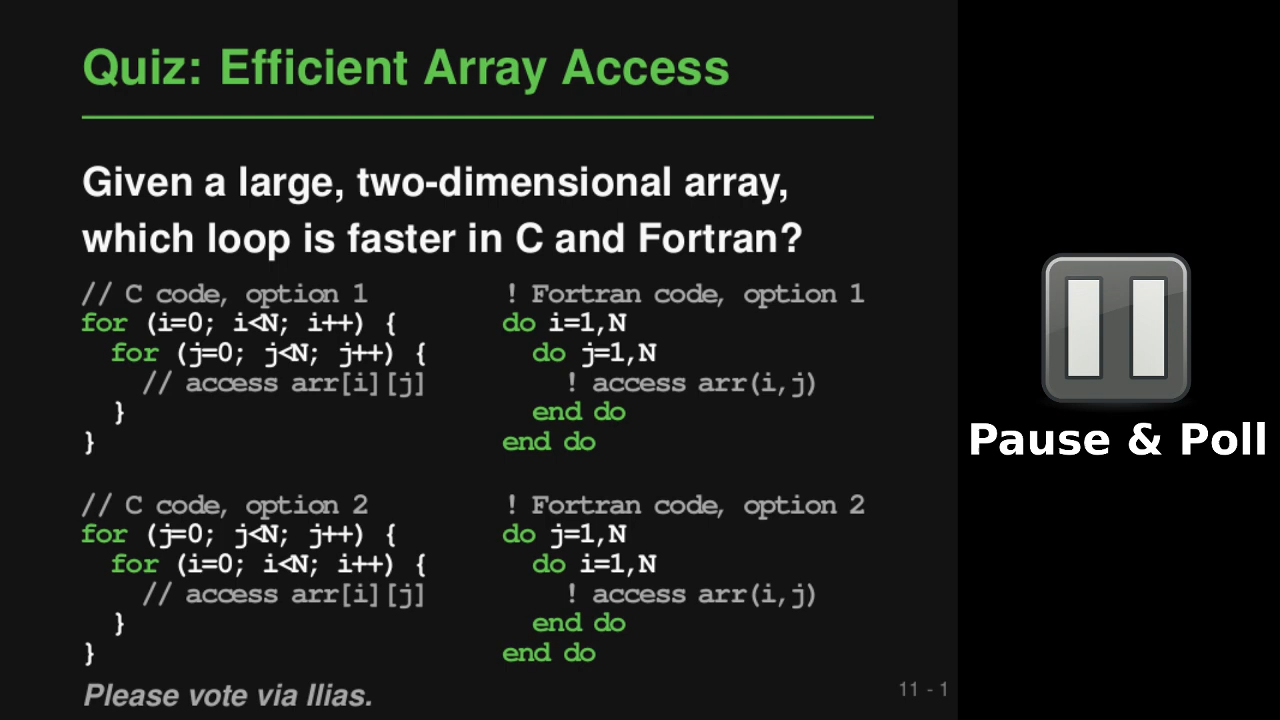 Quiz: Efficient Array Access
Given a large, two-dimensional array,
which loop is faster in C and Fortran?
// C code, option 1
for (i=0; i<N; i++) {
  for (j=0; j<N; j++) {
    // access arr[i][j]
  }
}
! Fortran code, option 1
do i=1,N
  do j=1,N
    ! access arr(i,j)
  end do
end do
// C code, option 2
for (j=0; j<N; j++) {
  for (i=0; i<N; i++) {
    // access arr[i][j]
  }
}
! Fortran code, option 2
do j=1,N
  do i=1,N
    ! access arr(i,j)
  end do
end do
Please vote via Ilias.
11 - 1
Pause & Poll